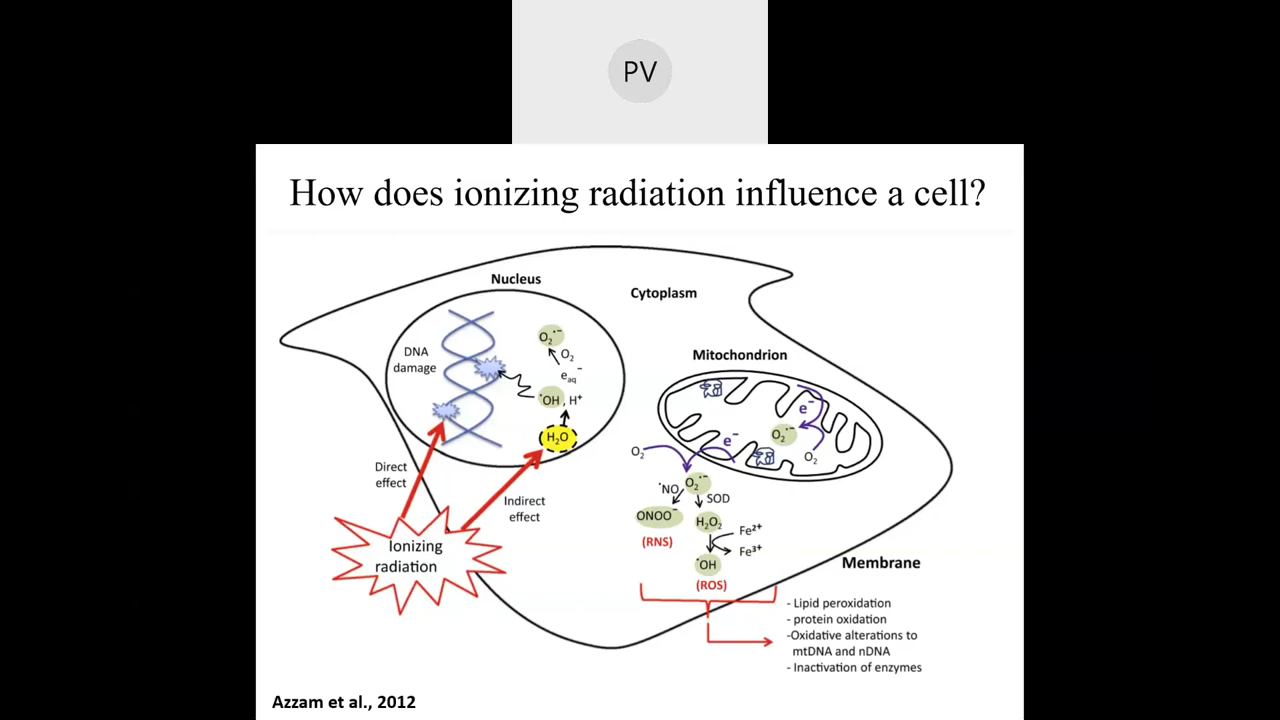 PV
How does ionizing radiation influence a cell?
Nucleus
Cytoplasm
DNA
damage
O₂•⁻
O₂
eaq⁻
•OH, H⁺
H₂O
Mitochondrion
e⁻
O₂•⁻
O₂
e⁻
O₂
O₂•⁻
•NO
SOD
ONOO⁻
H₂O₂
Fe²⁺
Fe³⁺
(RNS)
•OH
(ROS)
Direct
effect
Indirect
effect
Ionizing
radiation
Membrane
- Lipid peroxidation
- protein oxidation
-Oxidative alterations to
mtDNA and nDNA
- Inactivation of enzymes
Azzam et al., 2012